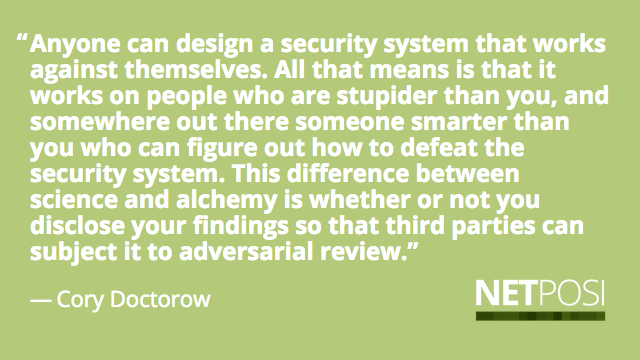 “Anyone can design a security system that works
against themselves. All that means is that it
works on people who are stupider than you, and
somewhere out there someone smarter than
you who can figure out how to defeat the
security system. This difference between
science and alchemy is whether or not you
disclose your findings so that third parties can
subject it to adversarial review.”
— Cory Doctorow
NETPOSI